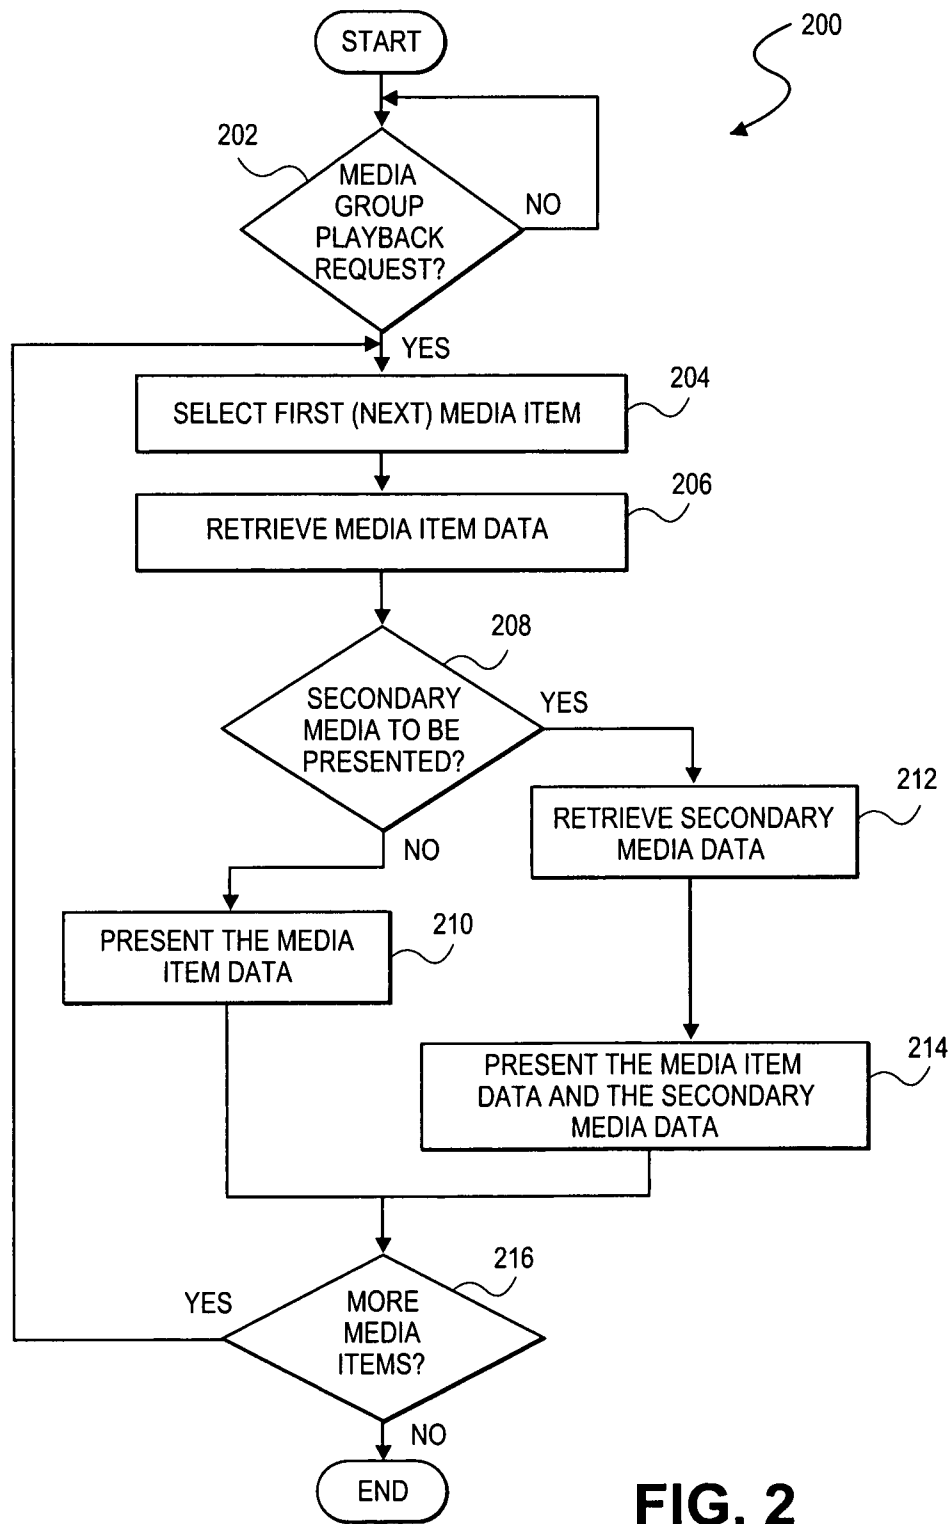 START
200
202
MEDIA
GROUP
PLAYBACK
REQUEST?
NO
YES
SELECT FIRST (NEXT) MEDIA ITEM
204
RETRIEVE MEDIA ITEM DATA
206
208
SECONDARY
MEDIA TO BE
PRESENTED?
YES
NO
RETRIEVE SECONDARY
MEDIA DATA
212
PRESENT THE MEDIA
ITEM DATA
210
PRESENT THE MEDIA ITEM
DATA AND THE SECONDARY
MEDIA DATA
214
216
MORE
MEDIA
ITEMS?
YES
NO
END
FIG. 2